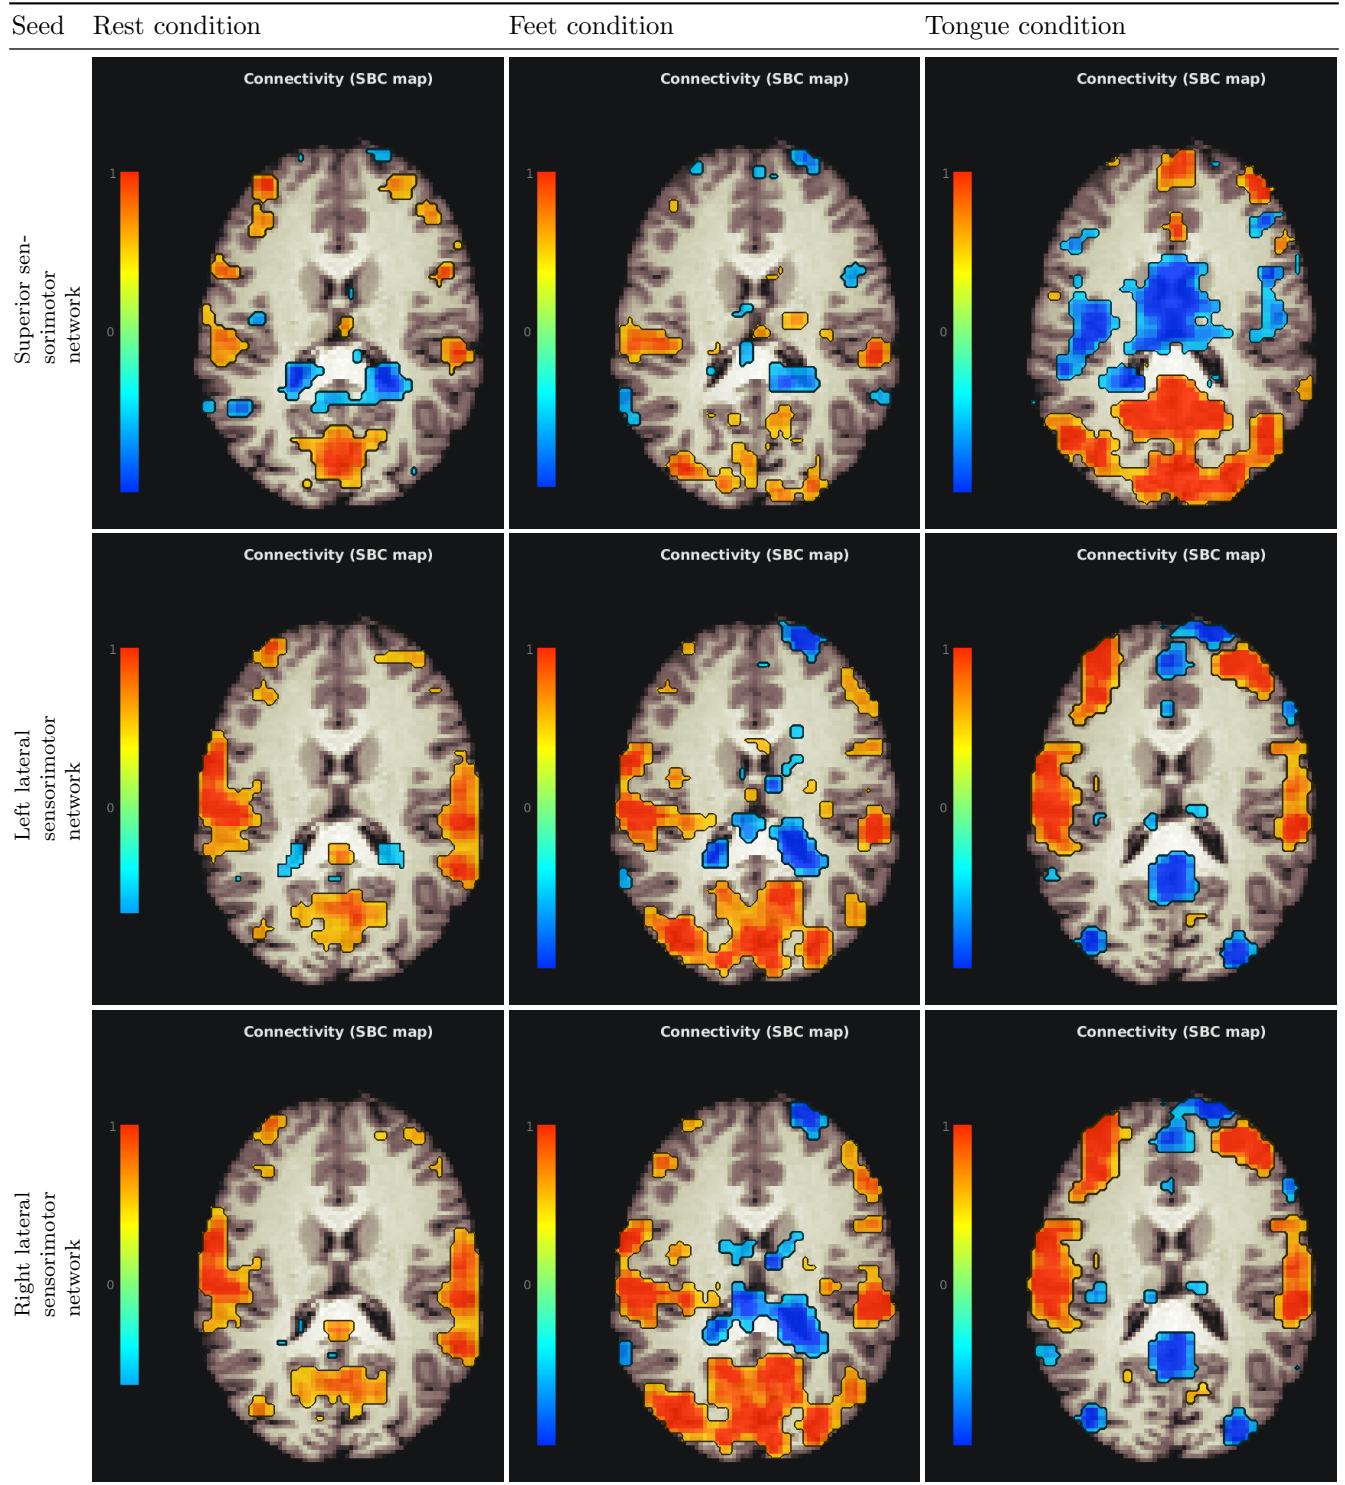 Seed Rest condition Feet condition Tongue condition
Superior sen-
sorimotor
network
Connectivity (SBC map)
1
0
Connectivity (SBC map)
1
0
Connectivity (SBC map)
1
0
Left lateral
sensorimotor
network
Connectivity (SBC map)
1
0
Connectivity (SBC map)
1
0
Connectivity (SBC map)
1
0
Right lateral
sensorimotor
network
Connectivity (SBC map)
1
0
Connectivity (SBC map)
1
0
Connectivity (SBC map)
1
0